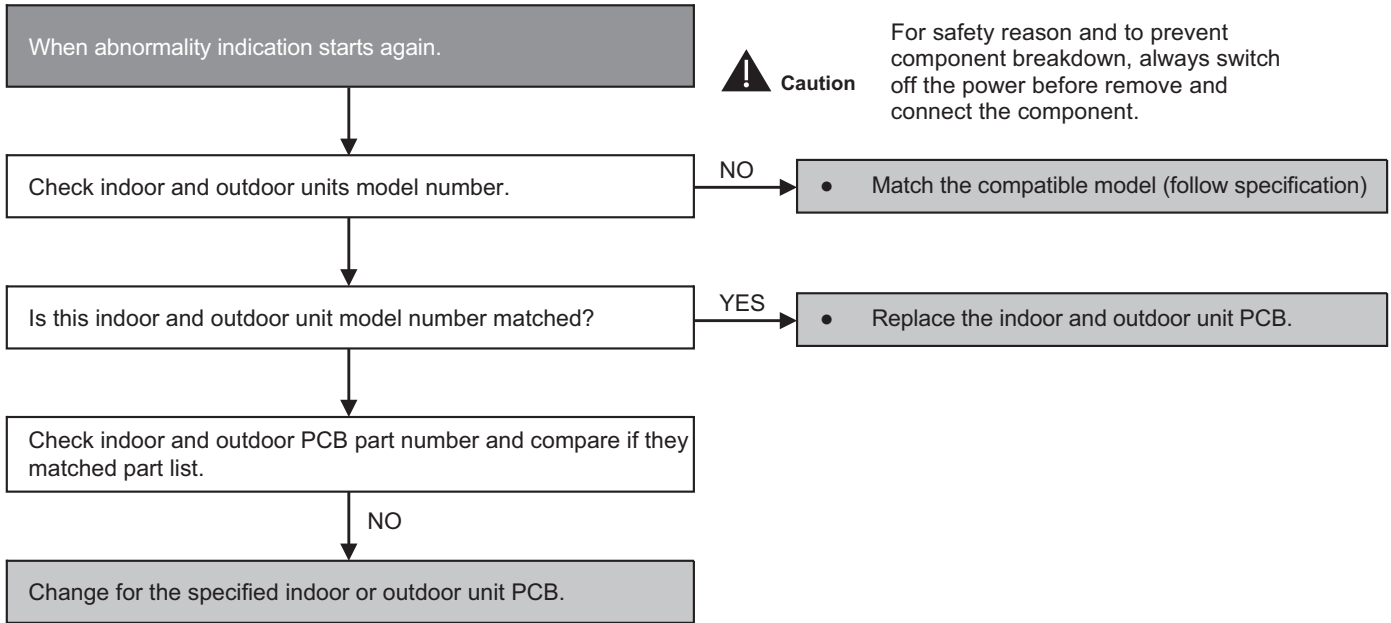 When abnormality indication starts again.
Caution
For safety reason and to prevent
component breakdown, always switch
off the power before remove and
connect the component.
Check indoor and outdoor units model number.
NO
● Match the compatible model (follow specification)
Is this indoor and outdoor unit model number matched?
YES
● Replace the indoor and outdoor unit PCB.
Check indoor and outdoor PCB part number and compare if they
matched part list.
NO
Change for the specified indoor or outdoor unit PCB.